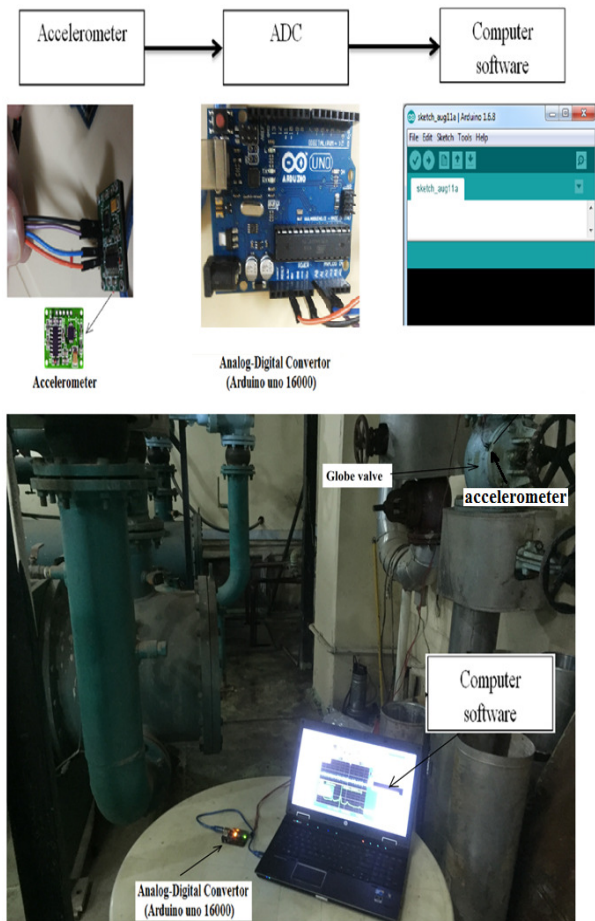 Accelerometer
ADC
Computer
software
UNO
ARDUINO
sketch_aug11a | Arduino 1.6.8
File Edit Sketch Tools Help
sketch_aug11a
Accelerometer
Analog-Digital Convertor
(Arduino uno 16000)
Globe valve
accelerometer
Computer
software
Analog-Digital Convertor
(Arduino uno 16000)